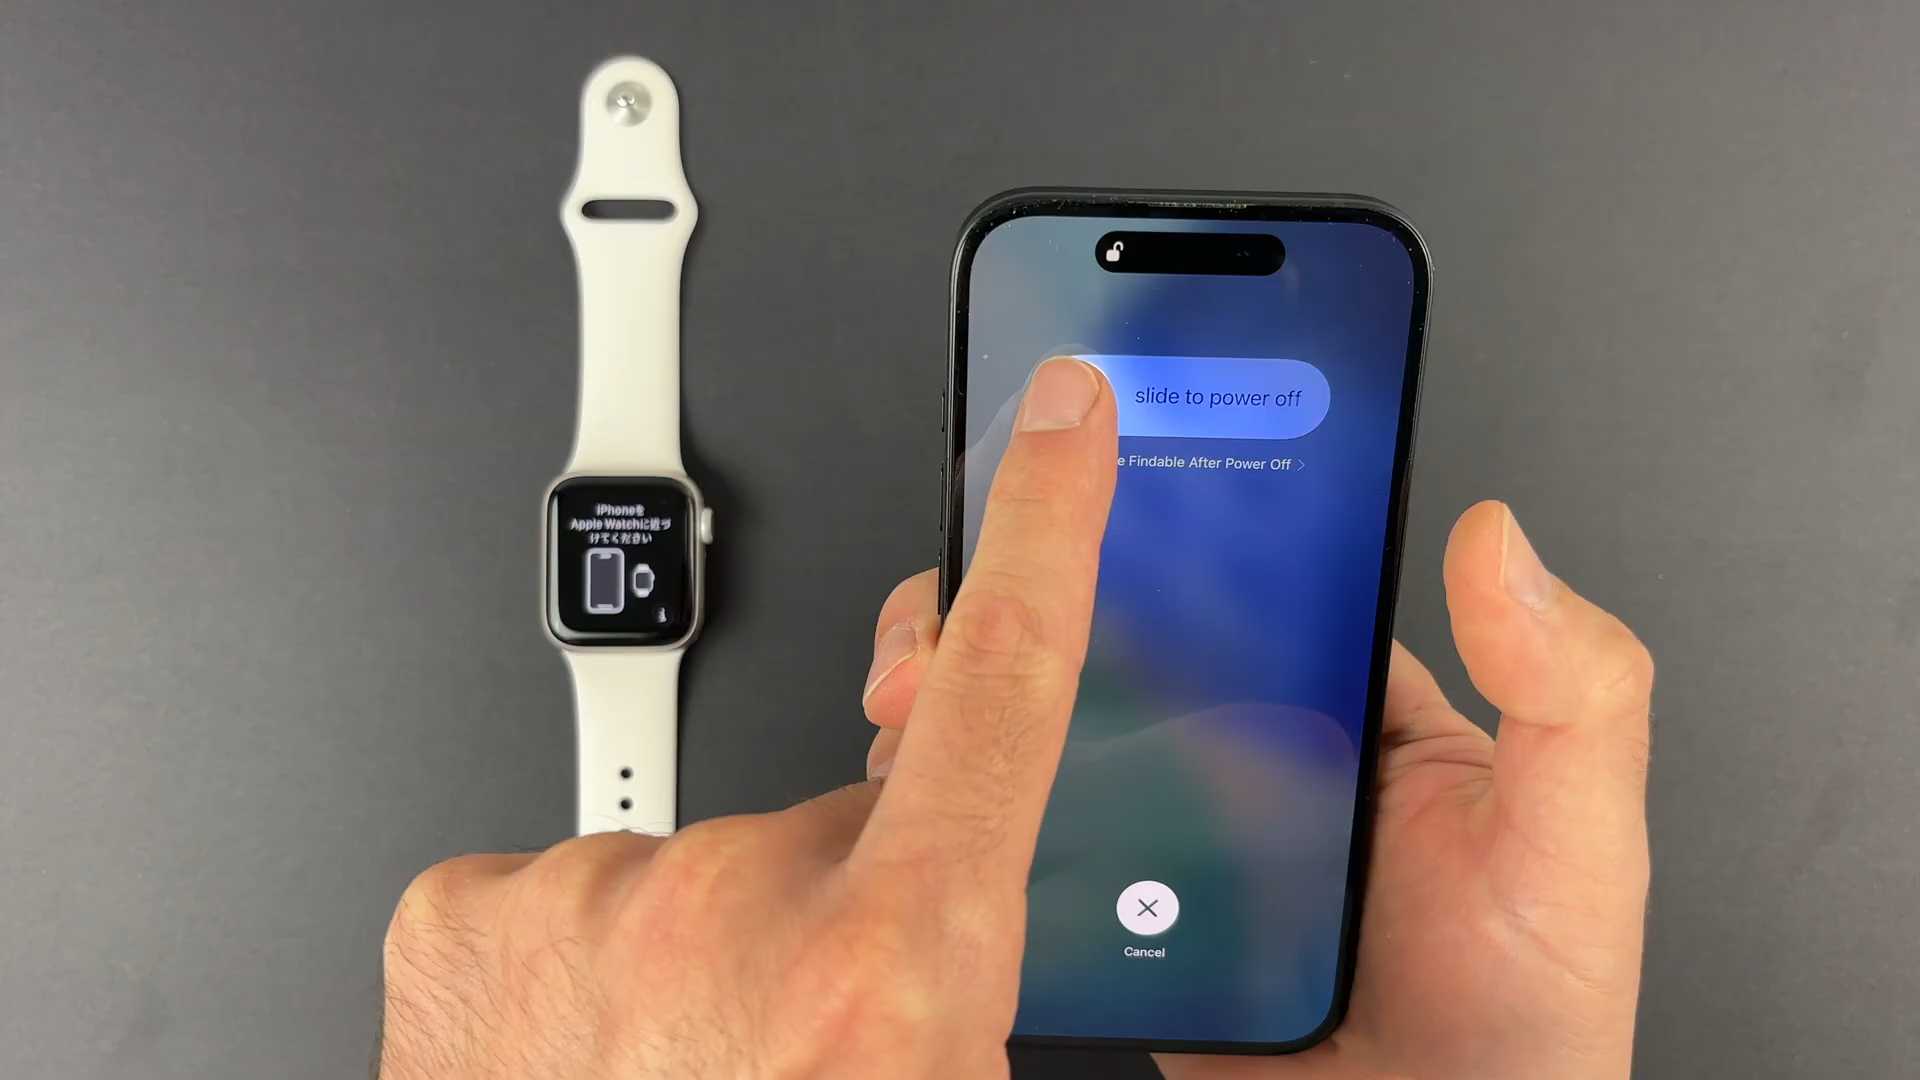 iPhoneを
Apple Watchに近づ
けてください
slide to power off
Findable After Power Off
Cancel